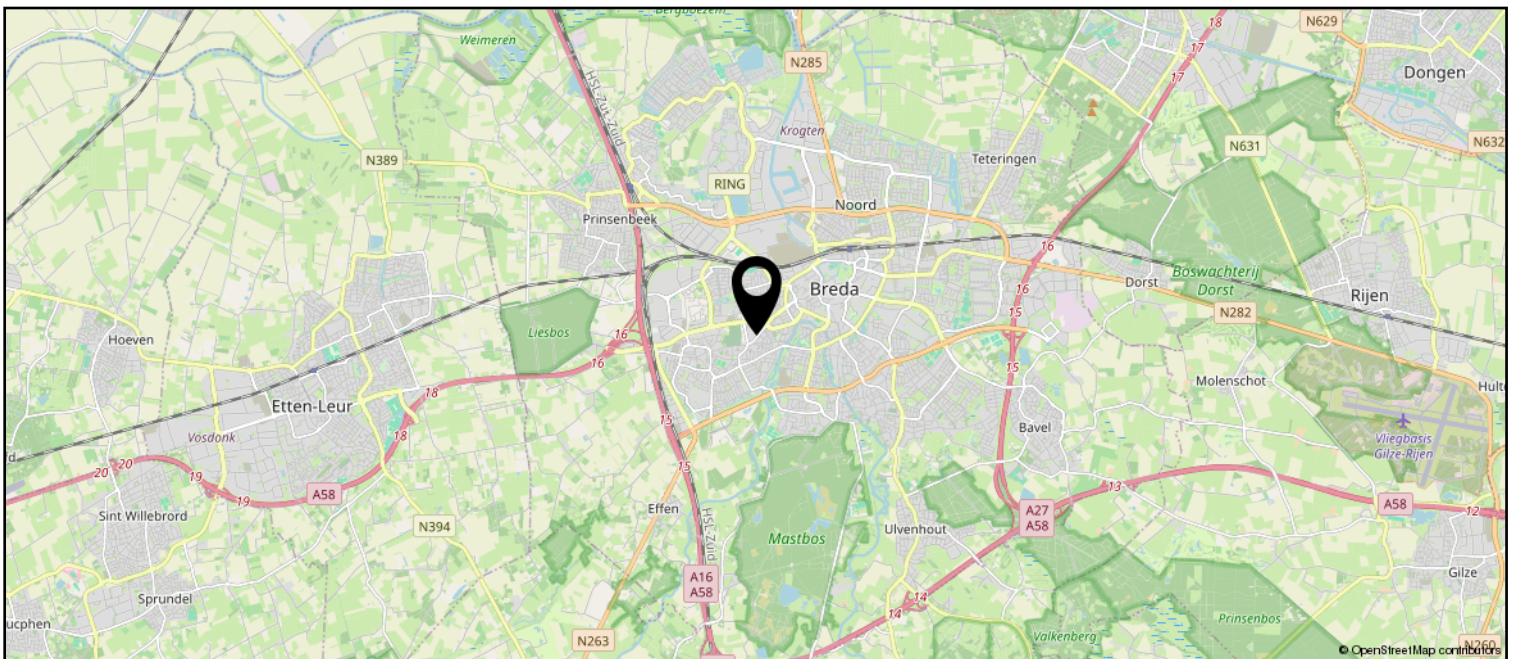 Bergboezem
18
N629
Weimeren
17
N285
Dongen
17
HSL-Zuid
Krogten
N631
N632
N389
Teteringen
RING
Noord
Prinsenbeek
16
Boswachterij
Dorst
Dorst
Breda
16
Rijen
15
N282
Liesbos
16
Hoeven
16
15
Molenschot
18
Etten-Leur
15
Bavel
Vosdonk
18
Vliegbasis
Gilze-Rijen
15
20
20
19
13
A58
19
A58
12
Effen
A27
A58
Sint Willebrord
N394
HSL-Zuid
Ulvenhout
Mastbos
Gilze
A16
A58
Sprundel
14
14
Prinsenbos
ucphen
N263
Valkenberg
N260
© OpenStreetMap contributors